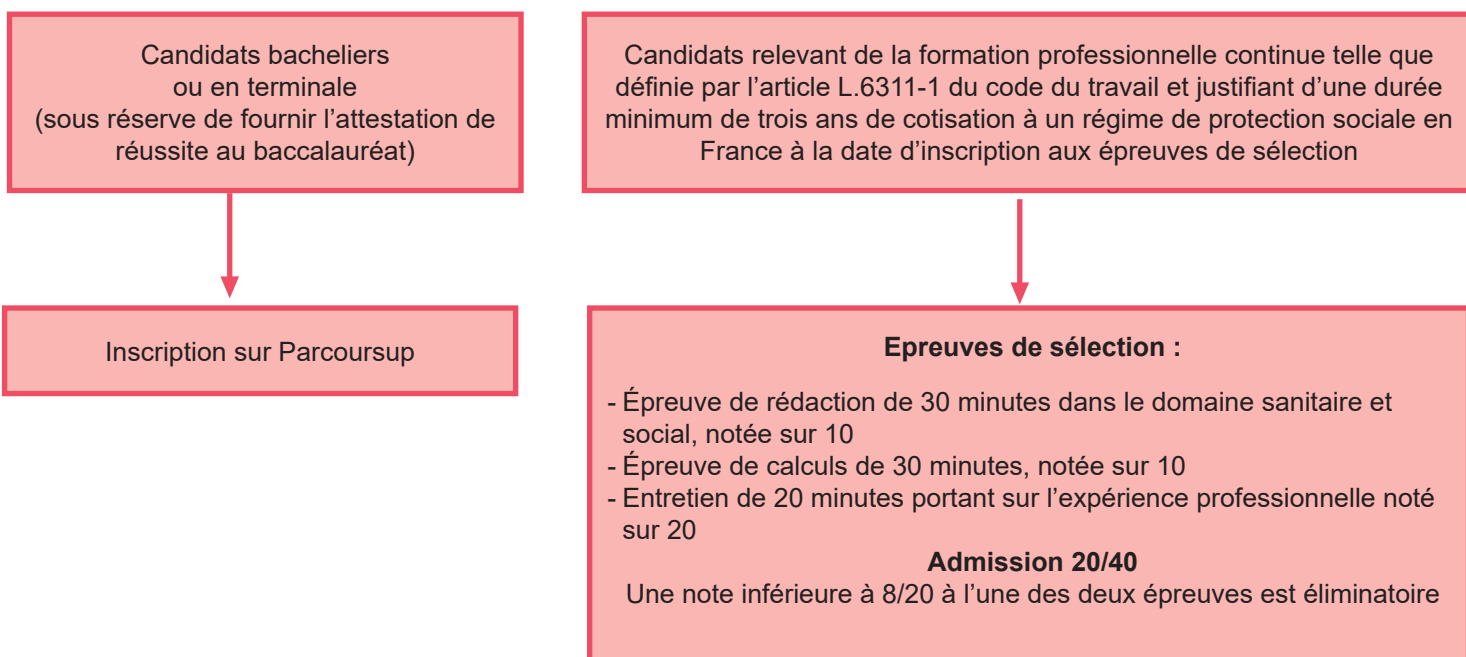 Candidats bacheliers
ou en terminale
(sous réserve de fournir l’attestation de
réussite au baccalauréat)
Inscription sur Parcoursup
Candidats relevant de la formation professionnelle continue telle que
définie par l’article L.6311-1 du code du travail et justifiant d’une durée
minimum de trois ans de cotisation à un régime de protection sociale en
France à la date d’inscription aux épreuves de sélection
Epreuves de sélection :
- Épreuve de rédaction de 30 minutes dans le domaine sanitaire et
social, notée sur 10
- Épreuve de calculs de 30 minutes, notée sur 10
- Entretien de 20 minutes portant sur l’expérience professionnelle noté
sur 20
Admission 20/40
Une note inférieure à 8/20 à l’une des deux épreuves est éliminatoire